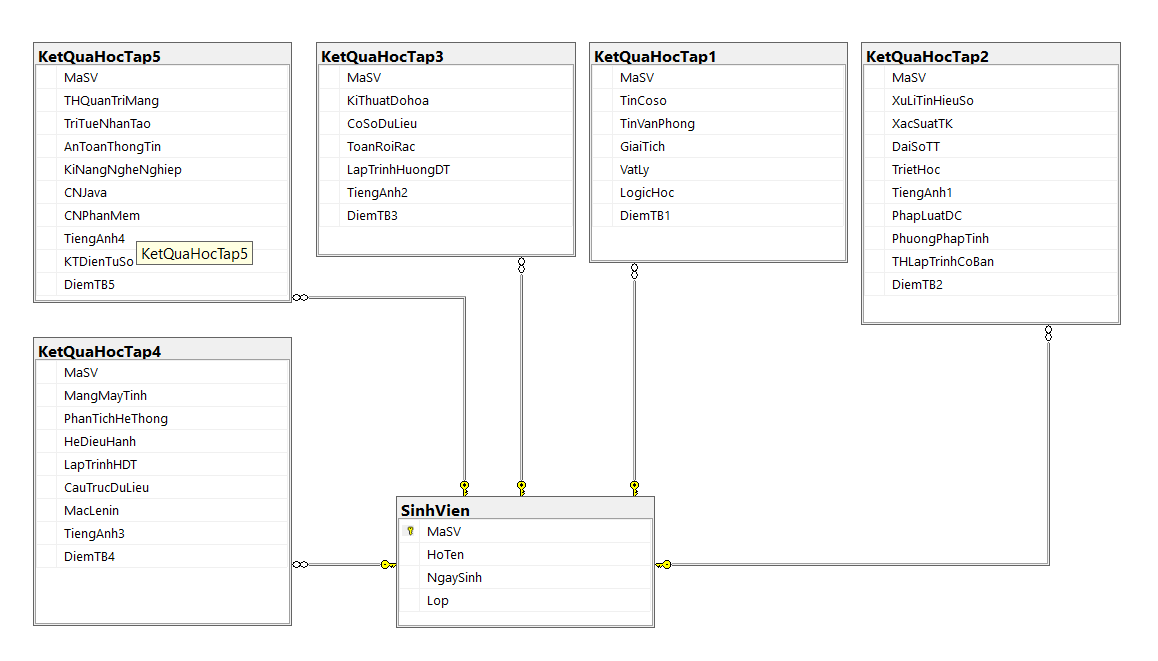 KetQuaHocTap5
MaSV
THQuanTriMang
TriTueNhanTao
AnToanThongTin
KiNangNgheNghiep
CNJava
CNPhanMem
TiengAnh4
KTDienTuSo
DiemTB5
KetQuaHocTap5
KetQuaHocTap3
MaSV
KiThuatDohoa
CoSoDuLieu
ToanRoiRac
LapTrinhHuongDT
TiengAnh2
DiemTB3
KetQuaHocTap1
MaSV
TinCoso
TinVanPhong
GiaiTich
VatLy
LogicHoc
DiemTB1
KetQuaHocTap2
MaSV
XuLiTinHieuSo
XacSuatTK
DaiSoTT
TrietHoc
TiengAnh1
PhapLuatDC
PhuongPhapTinh
THLapTrinhCoBan
DiemTB2
KetQuaHocTap4
MaSV
MangMayTinh
PhanTichHeThong
HeDieuHanh
LapTrinhHDT
CauTrucDuLieu
MacLenin
TiengAnh3
DiemTB4
SinhVien
MaSV
HoTen
NgaySinh
Lop